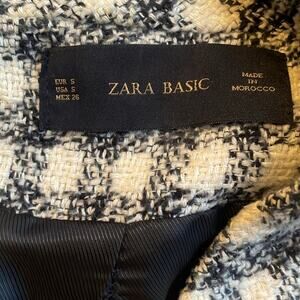 EUR S
USA S
MEX 26
ZARA BASIC
MADE
IN
MOROCCO